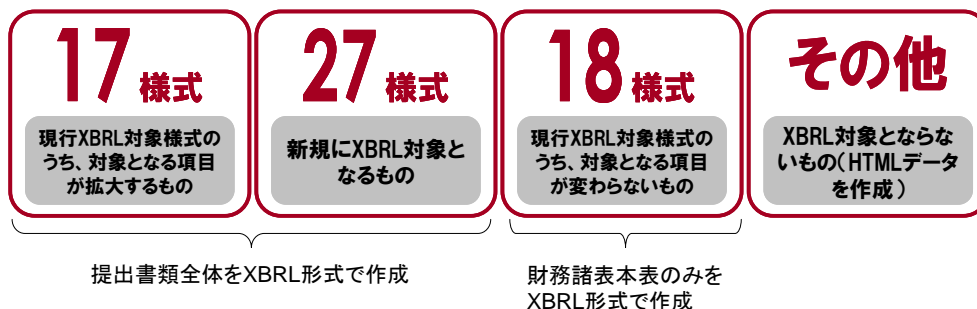 17 様式
現行XBRL対象様式の
うち、対象となる項目
が拡大するもの
27 様式
新規にXBRL対象と
なるもの
18 様式
現行XBRL対象様式の
うち、対象となる項目
が変わらないもの
その他
XBRL対象とならな
いもの(HTMLデータ
を作成)
提出書類全体をXBRL形式で作成
財務諸表本表のみを
XBRL形式で作成